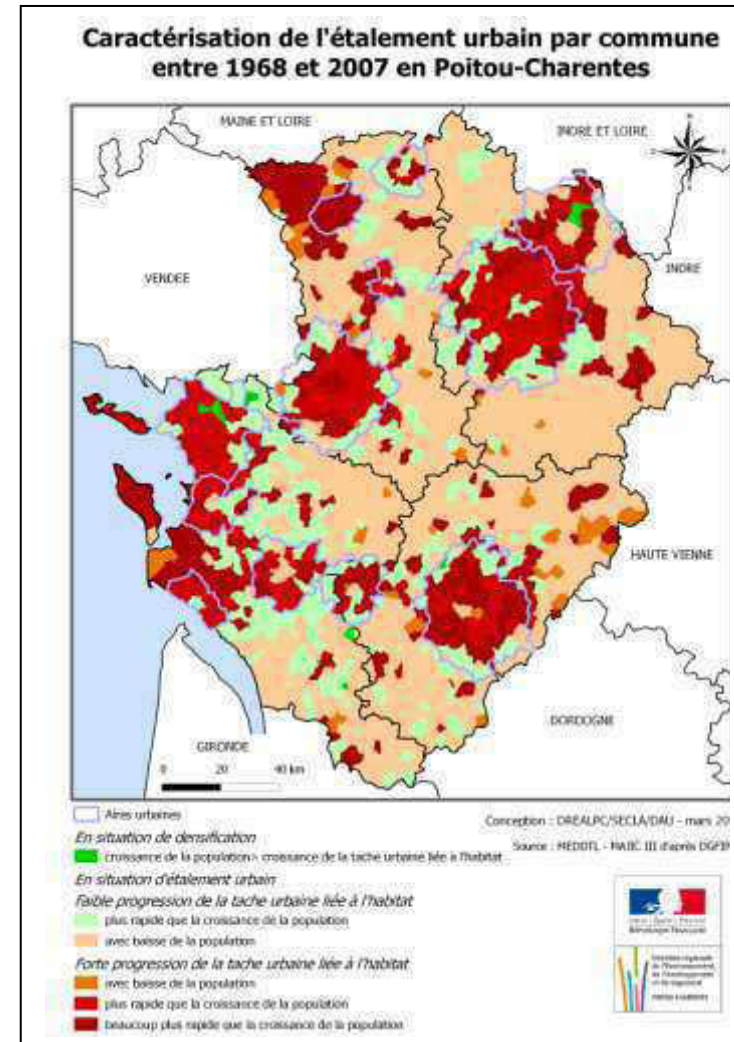 Caractérisation de l'étalement urbain par commune
entre 1968 et 2007 en Poitou-Charentes
MAINE ET LOIRE
INDRE ET LOIRE
VENDEE
INDRE
HAUTE VIENNE
DORDOGNE
GIRONDE
0 20 40 km
Aires urbaines
Conception : DREALPC/SECLA/DAU - mars 20
En situation de densification
croissance de la population> croissance de la tache urbaine liée à l'habitat
Source : MEDDTL - MAJIC III d'après DGFIP
En situation d'étalement urbain
Faible progression de la tache urbaine liée à l'habitat
plus rapide que la croissance de la population
avec baisse de la population
Forte progression de la tache urbaine liée à l'habitat
avec baisse de la population
plus rapide que la croissance de la population
beaucoup plus rapide que la croissance de la population
RÉPUBLIQUE FRANÇAISE